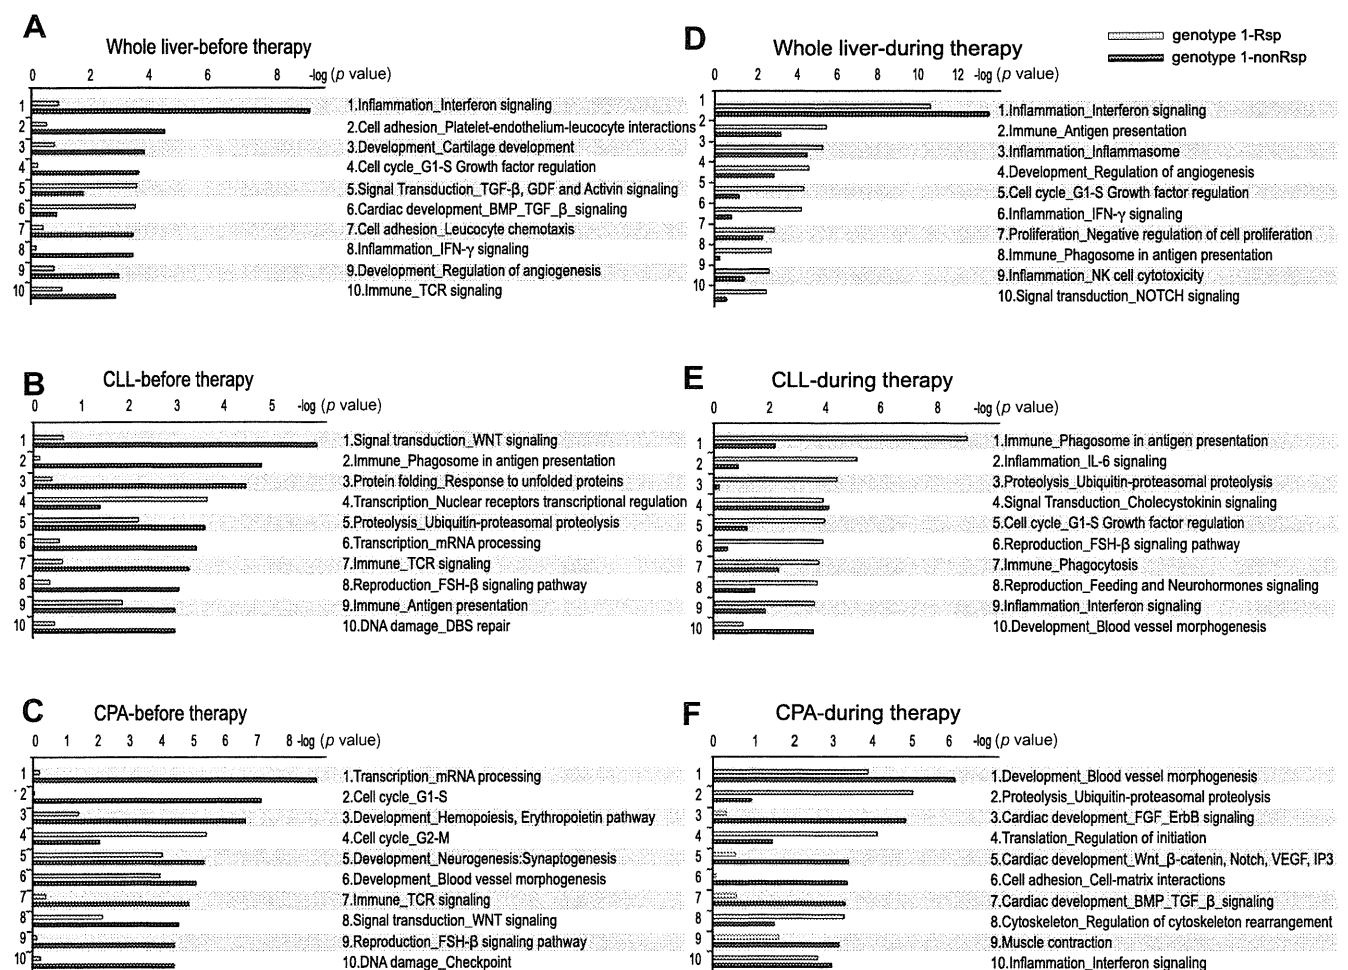 A
Whole liver-before therapy
0 2 4 6 8 -log (p value)
1 1.Inflammation_Interferon signaling
2 2.Cell adhesion_Platelet-endothelium-leucocyte interactions
3 3.Development_Cartilage development
4 4.Cell cycle_G1-S Growth factor regulation
5 5.Signal Transduction_TGF-β, GDF and Activin signaling
6 6.Cardiac development_BMP_TGF_β_signaling
7 7.Cell adhesion_Leucocyte chemotaxis
8 8.Inflammation_IFN-γ signaling
9 9.Development_Regulation of angiogenesis
10 10.Immune_TCR signaling
D
Whole liver-during therapy
genotype 1-Rsp
genotype 1-nonRsp
0 2 4 6 8 10 12 -log (p value)
1 1.Inflammation_Interferon signaling
2 2.Immune_Antigen presentation
3 3.Inflammation_Inflammasome
4 4.Development_Regulation of angiogenesis
5 5.Cell cycle_G1-S Growth factor regulation
6 6.Inflammation_IFN-γ signaling
7 7.Proliferation_Negative regulation of cell proliferation
8 8.Immune_Phagosome in antigen presentation
9 9.Inflammation_NK cell cytotoxicity
10 10.Signal transduction_NOTCH signaling
B
CLL-before therapy
0 1 2 3 4 5 -log (p value)
1 1.Signal transduction_WNT signaling
2 2.Immune_Phagosome in antigen presentation
3 3.Protein folding_Response to unfolded proteins
4 4.Transcription_Nuclear receptors transcriptional regulation
5 5.Proteolysis_Ubiquitin-proteasomal proteolysis
6 6.Transcription_mRNA processing
7 7.Immune_TCR signaling
8 8.Reproduction_FSH-β signaling pathway
9 9.Immune_Antigen presentation
10 10.DNA damage_DBS repair
E
CLL-during therapy
0 2 4 6 8 -log (p value)
1 1.Immune_Phagosome in antigen presentation
2 2.Inflammation_IL-6 signaling
3 3.Proteolysis_Ubiquitin-proteasomal proteolysis
4 4.Signal Transduction_Cholecystokinin signaling
5 5.Cell cycle_G1-S Growth factor regulation
6 6.Reproduction_FSH-β signaling pathway
7 7.Immune_Phagocytosis
8 8.Reproduction_Feeding and Neurohormones signaling
9 9.Inflammation_Interferon signaling
10 10.Development_Blood vessel morphogenesis
C
CPA-before therapy
0 1 2 3 4 5 6 7 8 -log (p value)
1 1.Transcription_mRNA processing
2 2.Cell cycle_G1-S
3 3.Development_Hemopoiesis, Erythropoietin pathway
4 4.Cell cycle_G2-M
5 5.Development_Neurogenesis:Synaptogenesis
6 6.Development_Blood vessel morphogenesis
7 7.Immune_TCR signaling
8 8.Signal transduction_WNT signaling
9 9.Reproduction_FSH-β signaling pathway
10 10.DNA damage_Checkpoint
F
CPA-during therapy
0 1 2 3 4 5 6 -log (p value)
1 1.Development_Blood vessel morphogenesis
2 2.Proteolysis_Ubiquitin-proteasomal proteolysis
3 3.Cardiac development_FGF_ErbB signaling
4 4.Translation_Regulation of initiation
5 5.Cardiac development_Wnt_β-catenin, Notch, VEGF, IP3
6 6.Cell adhesion_Cell-matrix interactions
7 7.Cardiac development_BMP_TGF_β_signaling
8 8.Cytoskeleton_Regulation of cytoskeleton rearrangement
9 9.Muscle contraction
10 10.Inflammation_Interferon signaling